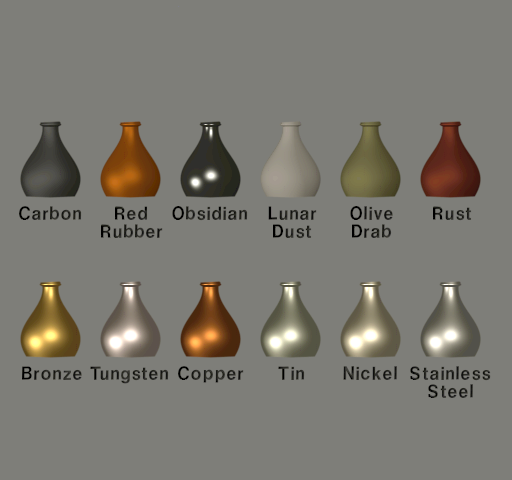 Carbon Red Rubber Obsidian Lunar Dust Olive Drab Rust
Bronze Tungsten Copper Tin Nickel Stainless Steel